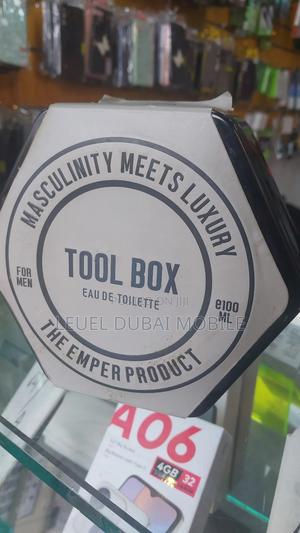 MASCULINITY MEETS LUXURY
TOOL BOX
EAU DE TOILETTE
FOR
MEN
e100
ML
LEUEL DUBAI MOBILE
THE EMPER PRODUCT
A06
4GB
32